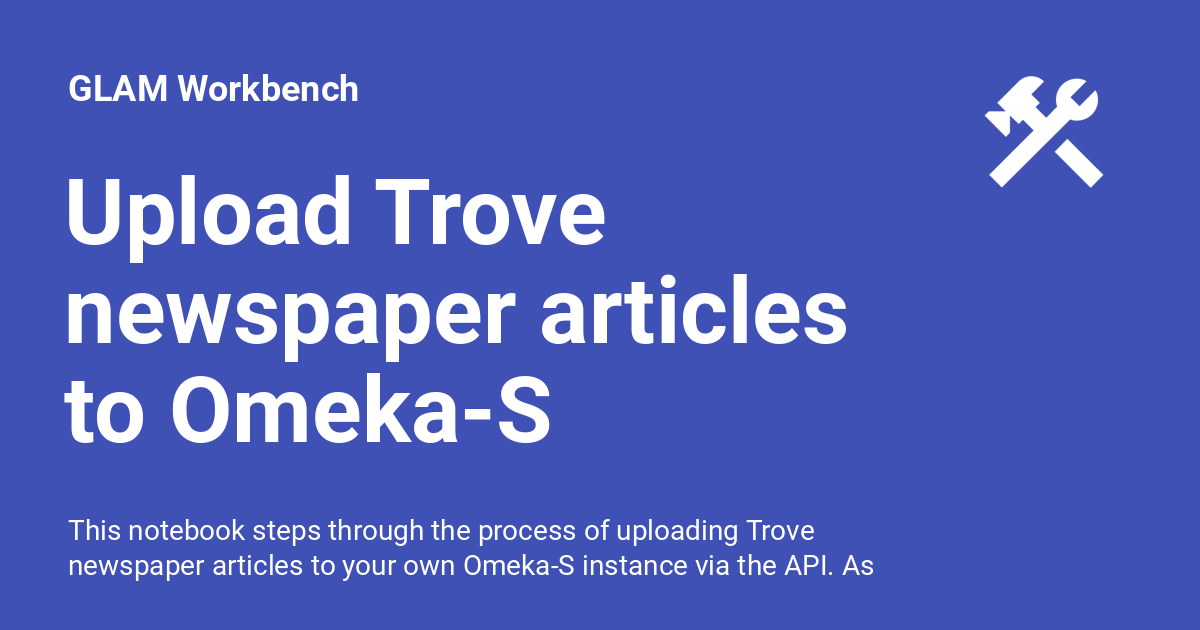 GLAM Workbench
Upload Trove
newspaper articles
to Omeka-S
This notebook steps through the process of uploading Trove
newspaper articles to your own Omeka-S instance via the API. As